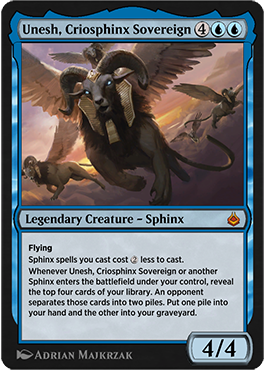 Unesh, Criosphinx Sovereign 4
Legendary Creature – Sphinx
Flying
Sphinx spells you cast cost 2 less to cast.
Whenever Unesh, Criosphinx Sovereign or another
Sphinx enters the battlefield under your control, reveal
the top four cards of your library. An opponent
separates those cards into two piles. Put one pile into
your hand and the other into your graveyard.
4/4
Adrian Majkrzak